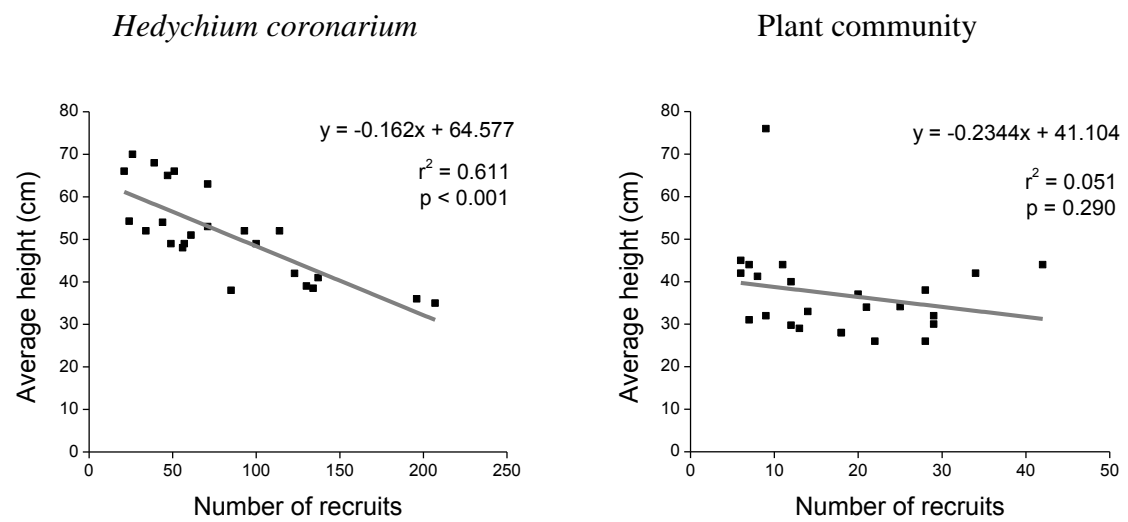 Hedychium coronarium
Plant community
80
70
60
50
40
30
20
10
0
y = -0.162x + 64.577
r² = 0.611
p < 0.001
0 50 100 150 200 250
Average height (cm)
Number of recruits
80
70
60
50
40
30
20
10
0
y = -0.2344x + 41.104
r² = 0.051
p = 0.290
0 10 20 30 40 50
Average height (cm)
Number of recruits